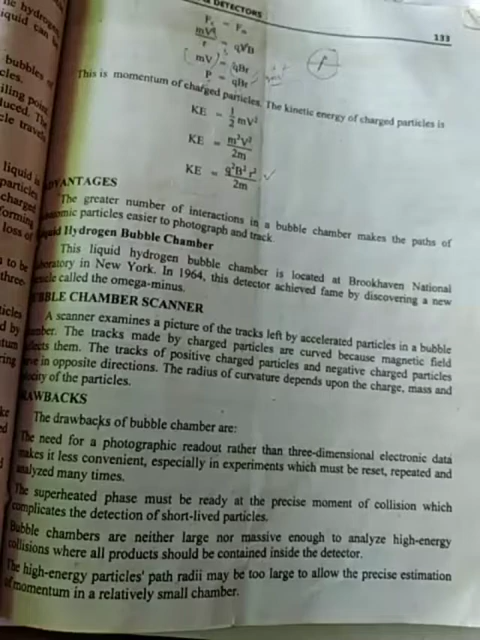 & DETECTORS
133
Fc = Fm
mV²
r = qVB
(mV) = qBr
P = qBr
This is momentum of charged particles. The kinetic energy of charged particles is
KE = 1/2 mV²
KE = m²V²/2m
KE = q²B²r²/2m
ADVANTAGES
The greater number of interactions in a bubble chamber makes the paths of
subatomic particles easier to photograph and track.
Liquid Hydrogen Bubble Chamber
This liquid hydrogen bubble chamber is located at Brookhaven National
Laboratory in New York. In 1964, this detector achieved fame by discovering a new
particle called the omega-minus.
BUBBLE CHAMBER SCANNER
A scanner examines a picture of the tracks left by accelerated particles in a bubble
chamber. The tracks made by charged particles are curved because magnetic field
deflects them. The tracks of positive charged particles and negative charged particles
curve in opposite directions. The radius of curvature depends upon the charge, mass and
velocity of the particles.
DRAWBACKS
The drawbacks of bubble chamber are:
The need for a photographic readout rather than three-dimensional electronic data
makes it less convenient, especially in experiments which must be reset, repeated and
analyzed many times.
The superheated phase must be ready at the precise moment of collision which
complicates the detection of short-lived particles.
Bubble chambers are neither large nor massive enough to analyze high-energy
collisions where all products should be contained inside the detector.
The high-energy particles' path radii may be too large to allow the precise estimation
of momentum in a relatively small chamber.